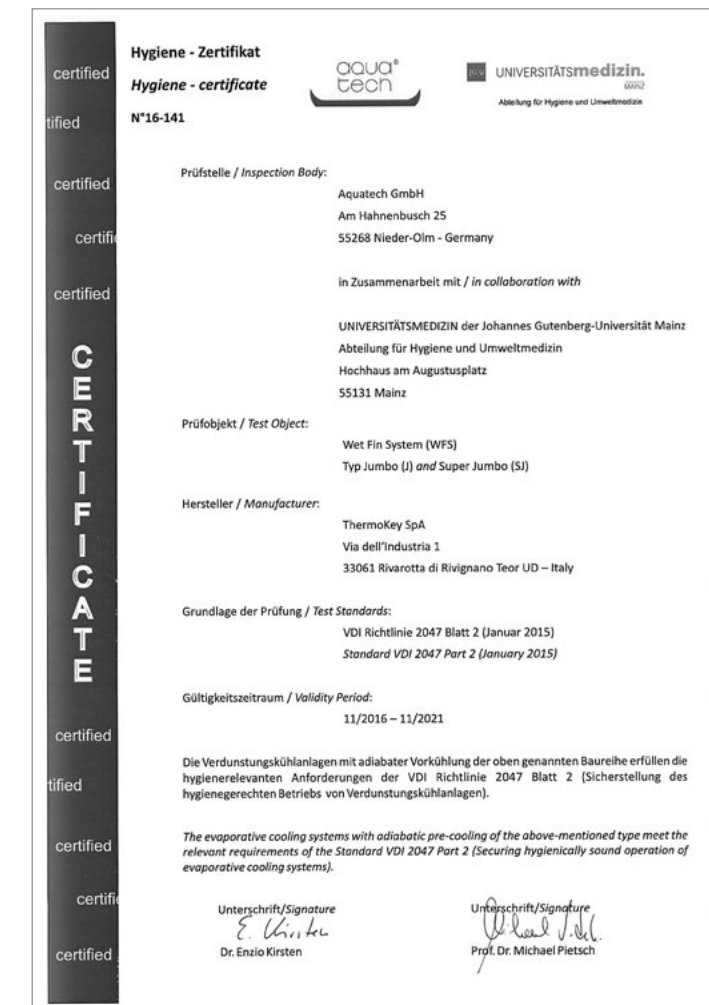 Hygiene - Zertifikat
Hygiene - certificate
N°16-141
aqua®
tech
UNIVERSITÄTSmedizin.
MAINZ
Abteilung für Hygiene und Umweltmedizin
Prüfstelle / Inspection Body:
Aquatech GmbH
Am Hahnenbusch 25
55268 Nieder-Olm - Germany
in Zusammenarbeit mit / in collaboration with
UNIVERSITÄTSMEDIZIN der Johannes Gutenberg-Universität Mainz
Abteilung für Hygiene und Umweltmedizin
Hochhaus am Augustusplatz
55131 Mainz
Prüfobjekt / Test Object:
Wet Fin System (WFS)
Typ Jumbo (J) and Super Jumbo (SJ)
Hersteller / Manufacturer:
ThermoKey SpA
Via dell'Industria 1
33061 Rivarotta di Rivignano Teor UD – Italy
Grundlage der Prüfung / Test Standards:
VDI Richtlinie 2047 Blatt 2 (Januar 2015)
Standard VDI 2047 Part 2 (January 2015)
Gültigkeitszeitraum / Validity Period:
11/2016 – 11/2021
Die Verdunstungskühlanlagen mit adiabater Vorkühlung der oben genannten Baureihe erfüllen die
hygienerelevanten Anforderungen der VDI Richtlinie 2047 Blatt 2 (Sicherstellung des
hygienegerechten Betriebs von Verdunstungskühlanlagen).
The evaporative cooling systems with adiabatic pre-cooling of the above-mentioned type meet the
relevant requirements of the Standard VDI 2047 Part 2 (Securing hygienically sound operation of
evaporative cooling systems).
Unterschrift/Signature
E. Kirsten
Dr. Enzio Kirsten
Unterschrift/Signature
Prof. Dr. Michael Pietsch
certified
tified
certified
certifie
certified
CERTIFICATE
certified
tified
certified
certifie
certified